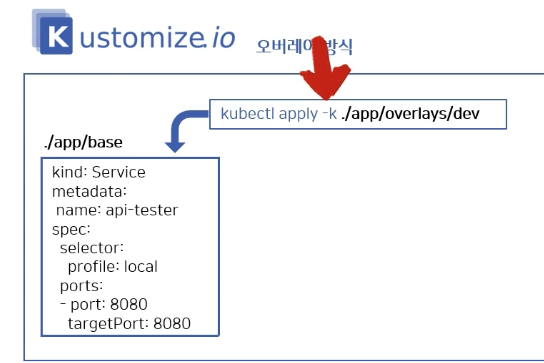 Kustomize.io 오버레이 방식
kubectl apply -k ./app/overlays/dev
./app/base
kind: Service
metadata:
name: api-tester
spec:
selector:
profile: local
ports:
- port: 8080
targetPort: 8080